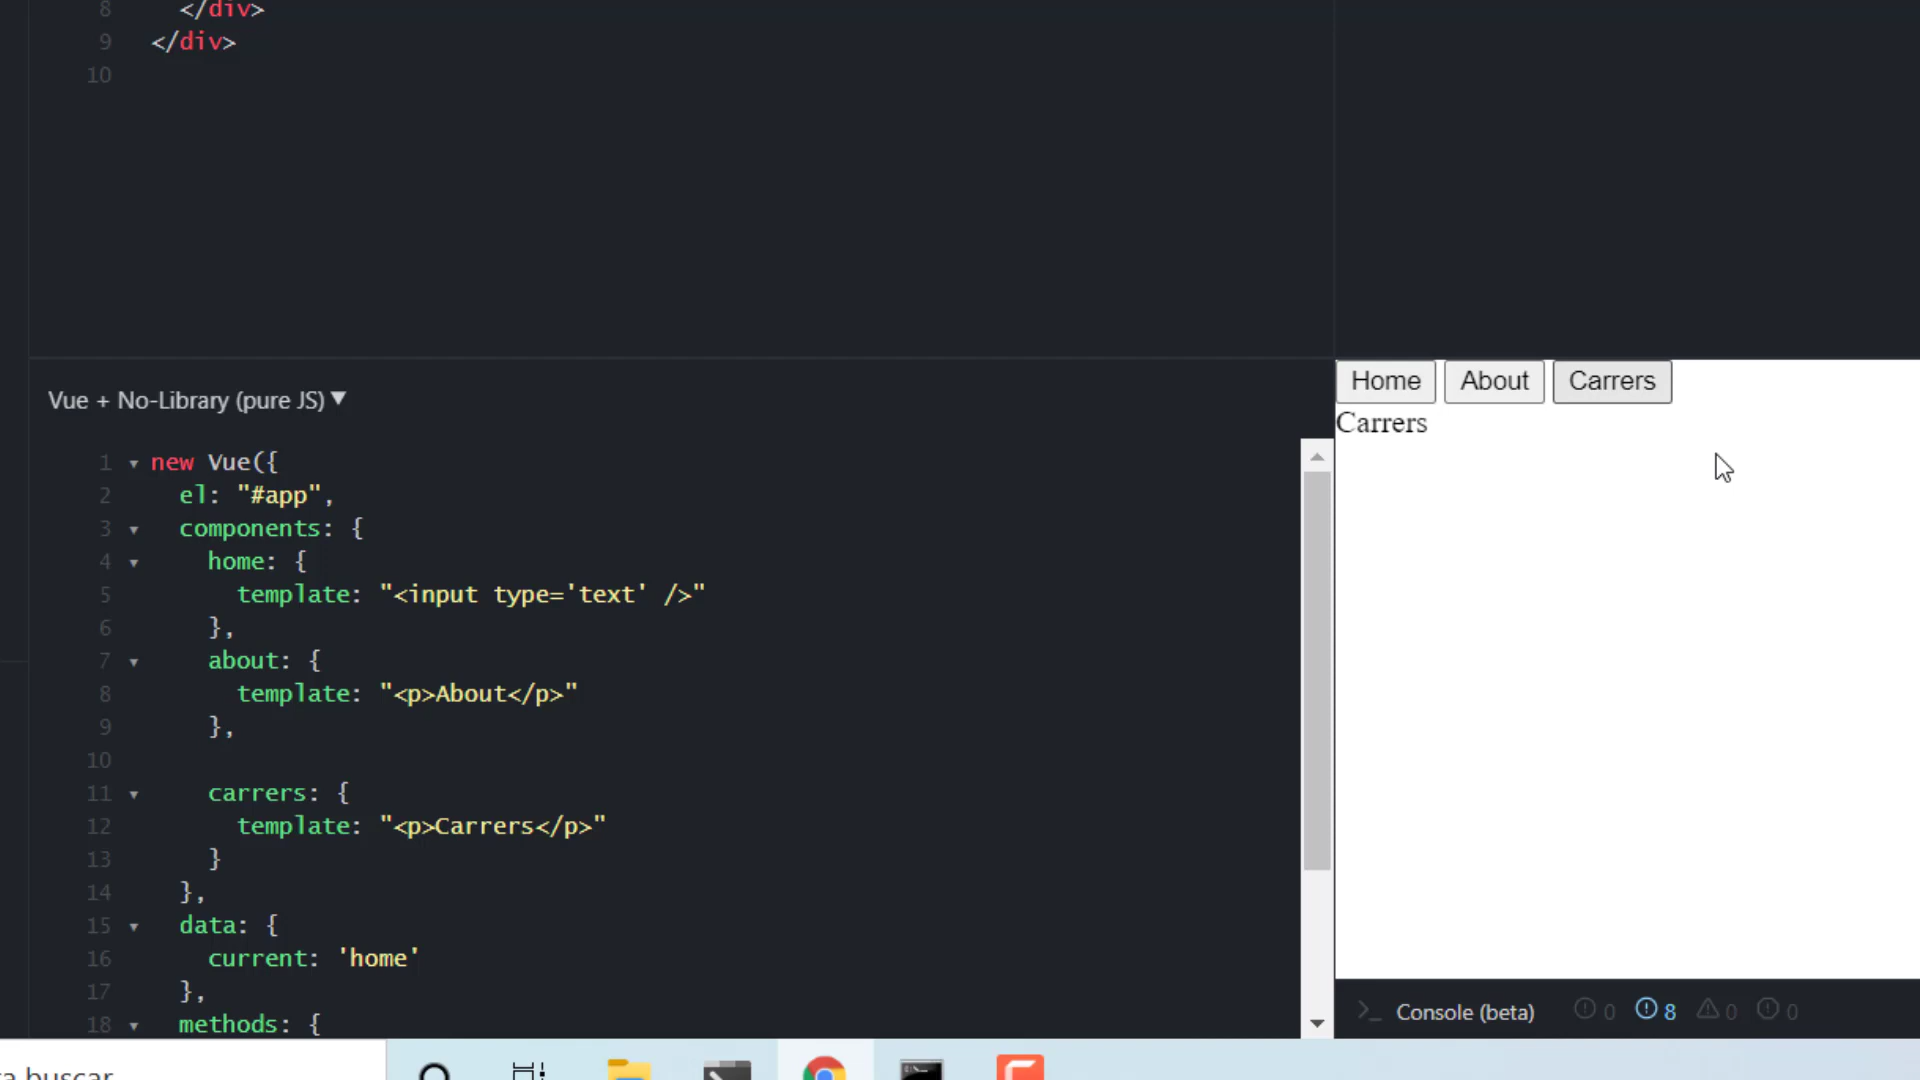 8 </div>
9 </div>
10
Vue + No-Library (pure JS) ▼
1 new Vue({
2 el: "#app",
3 components: {
4 home: {
5 template: "<input type='text' />"
6 },
7 about: {
8 template: "<p>About</p>"
9 },
10
11 carrers: {
12 template: "<p>Carrers</p>"
13 }
14 },
15 data: {
16 current: 'home'
17 },
18 methods: {
Home About Carrers
Carrers
>_ Console (beta) 0 8 0 0
a buscar